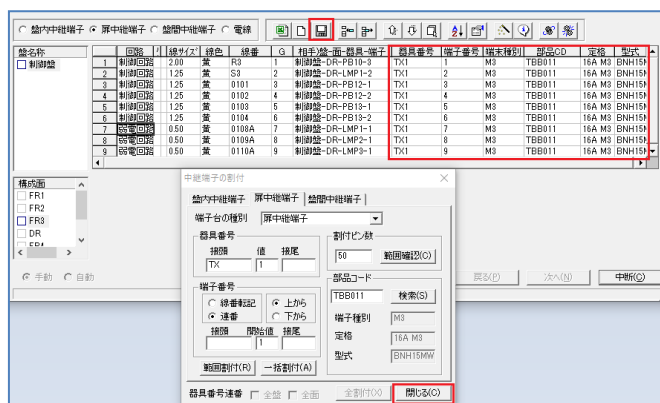 盤内中継端子 扉中継端子 盤間中継端子 電線
盤名称
制御盤
回路 線サイズ 線色 線番 G 相手)盤-面-器具-端子 器具番号 端子番号 端末種別 部品CD 定格 型式
1 制御回路 2.00 黄 R3 1 制御盤-DR-PB10-3 TX1 1 M3 TBB011 16A M3 BNH15M
2 制御回路 1.25 黄 S3 2 制御盤-DR-LMP1-2 TX1 2 M3 TBB011 16A M3 BNH15M
3 制御回路 1.25 黄 0101 3 制御盤-DR-PB12-1 TX1 3 M3 TBB011 16A M3 BNH15M
4 制御回路 1.25 黄 0102 4 制御盤-DR-PB12-2 TX1 4 M3 TBB011 16A M3 BNH15M
5 制御回路 1.25 黄 0103 5 制御盤-DR-PB13-1 TX1 5 M3 TBB011 16A M3 BNH15M
6 制御回路 1.25 黄 0104 6 制御盤-DR-PB13-2 TX1 6 M3 TBB011 16A M3 BNH15M
7 弱電回路 0.50 黄 0108A 7 制御盤-DR-LMP1-1 TX1 7 M3 TBB011 16A M3 BNH15M
8 弱電回路 0.50 黄 0109A 8 制御盤-DR-LMP2-1 TX1 8 M3 TBB011 16A M3 BNH15M
9 弱電回路 0.50 黄 0110A 9 制御盤-DR-LMP3-1 TX1 9 M3 TBB011 16A M3 BNH15M
構成面
FR1
FR2
FR3
DR
手動 自動
戻る(P) 次へ(N) 中断(C)
中継端子の割付
盤内中継端子 扉中継端子 盤間中継端子
端子台の種別 扉中継端子
器具番号
接頭 値 接尾
TX 1
端子番号
線番転記 上から
連番 下から
接頭 開始値 接尾
1
範囲割付(R) 一括割付(A)
割付ピン数
50 範囲確認(C)
部品コード
TBB011 検索(S)
端子種別 M3
定格 16A M3
型式 BNH15MW
器具番号連番 全盤 全面 全割付(X) 閉じる(C)